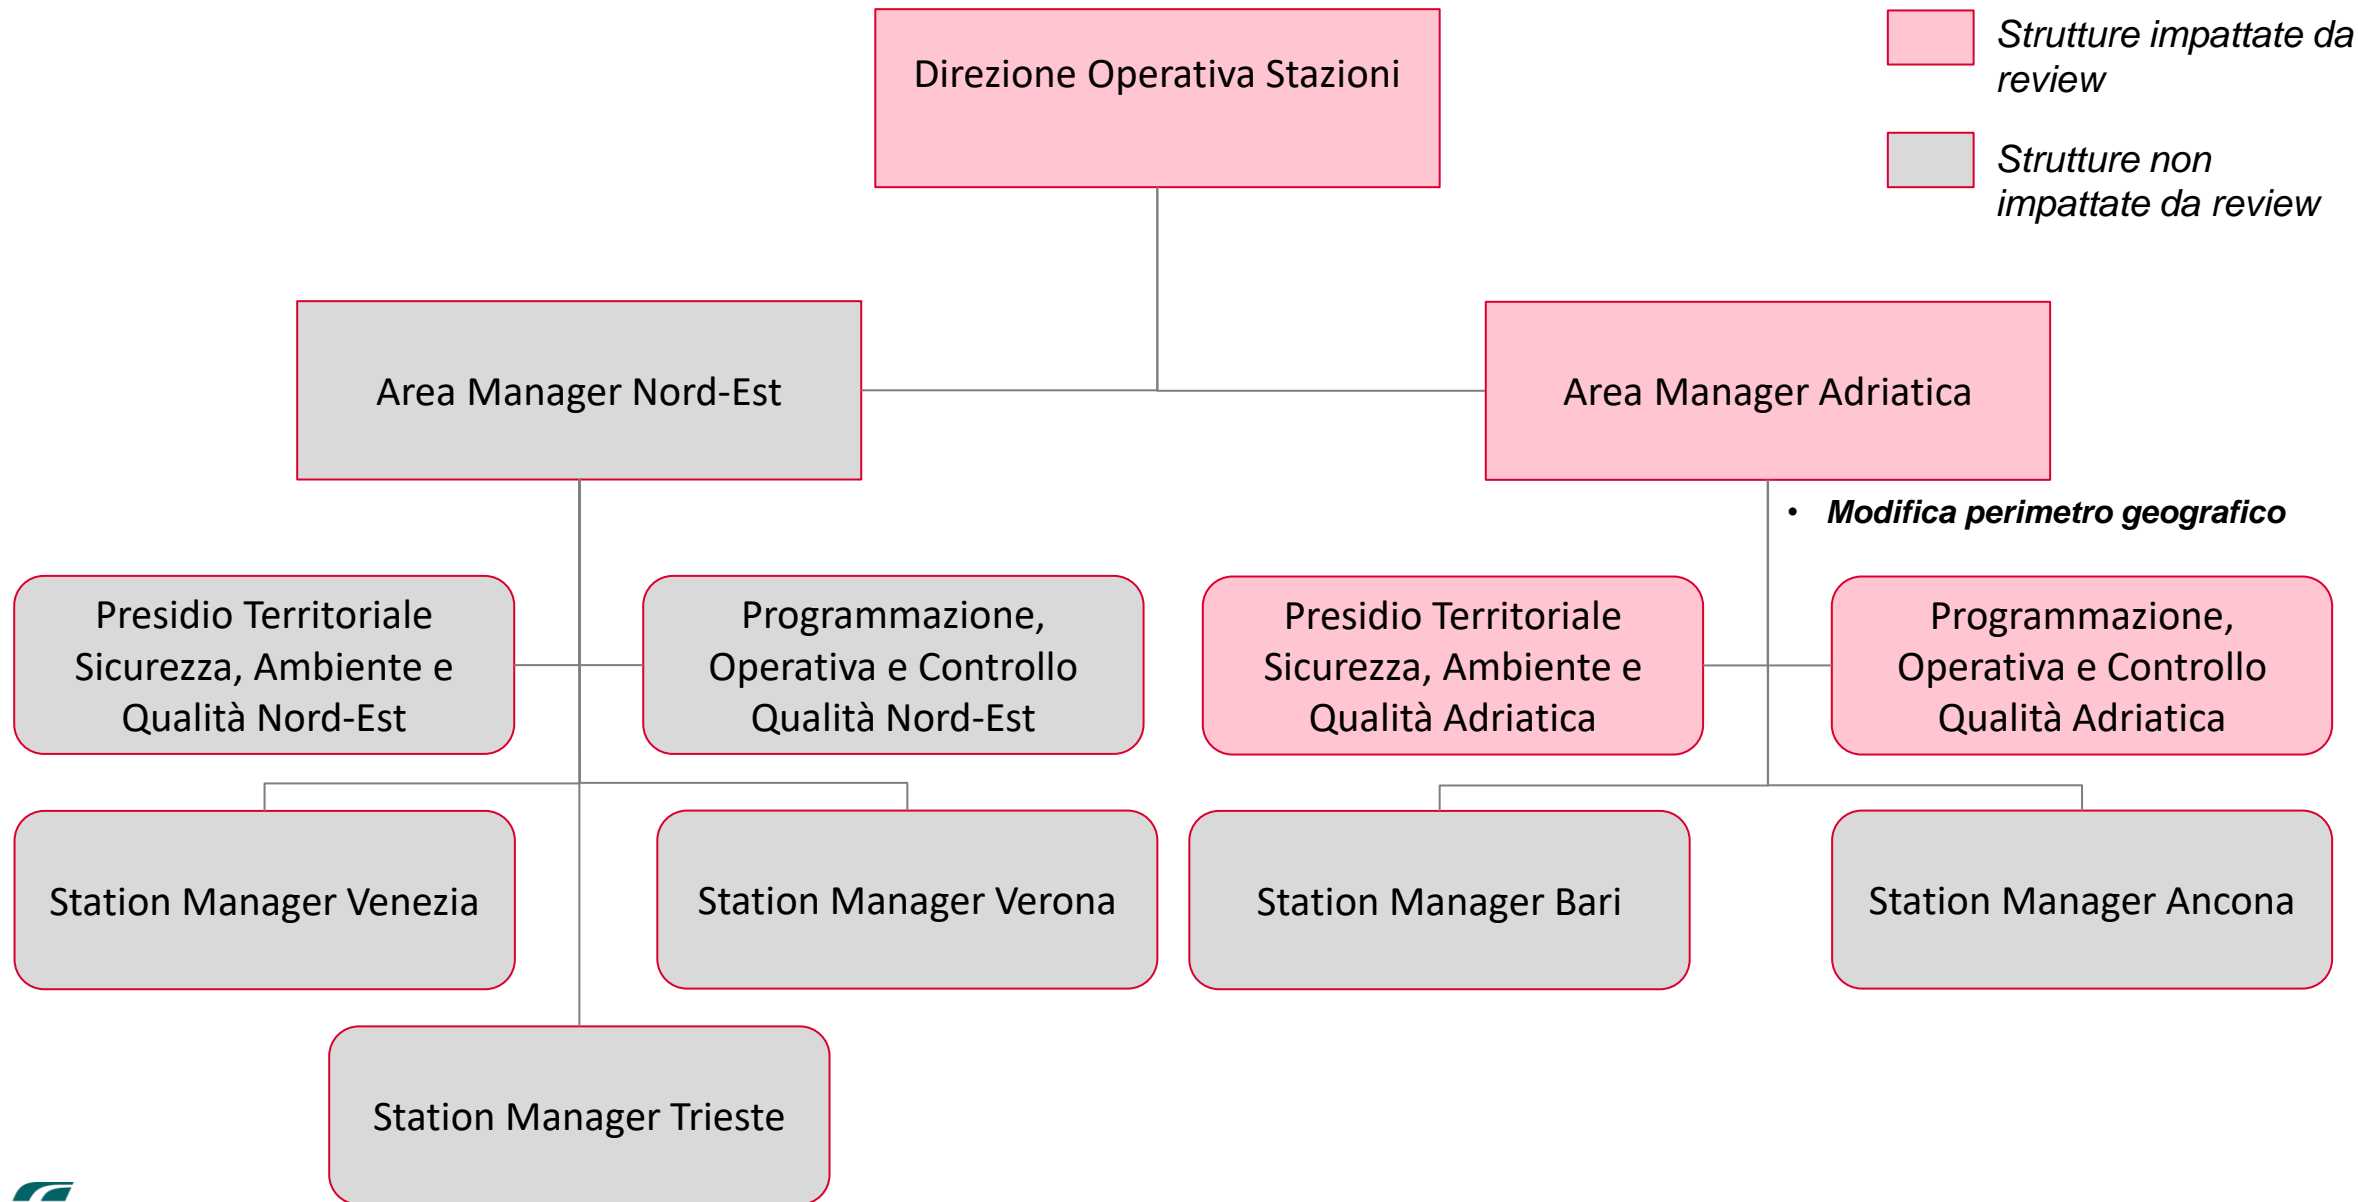 Direzione Operativa Stazioni
Strutture impattate da
review
Strutture non
impattate da review
Area Manager Nord-Est
Area Manager Adriatica
• Modifica perimetro geografico
Presidio Territoriale
Sicurezza, Ambiente e
Qualità Nord-Est
Programmazione,
Operativa e Controllo
Qualità Nord-Est
Presidio Territoriale
Sicurezza, Ambiente e
Qualità Adriatica
Programmazione,
Operativa e Controllo
Qualità Adriatica
Station Manager Venezia
Station Manager Verona
Station Manager Bari
Station Manager Ancona
Station Manager Trieste